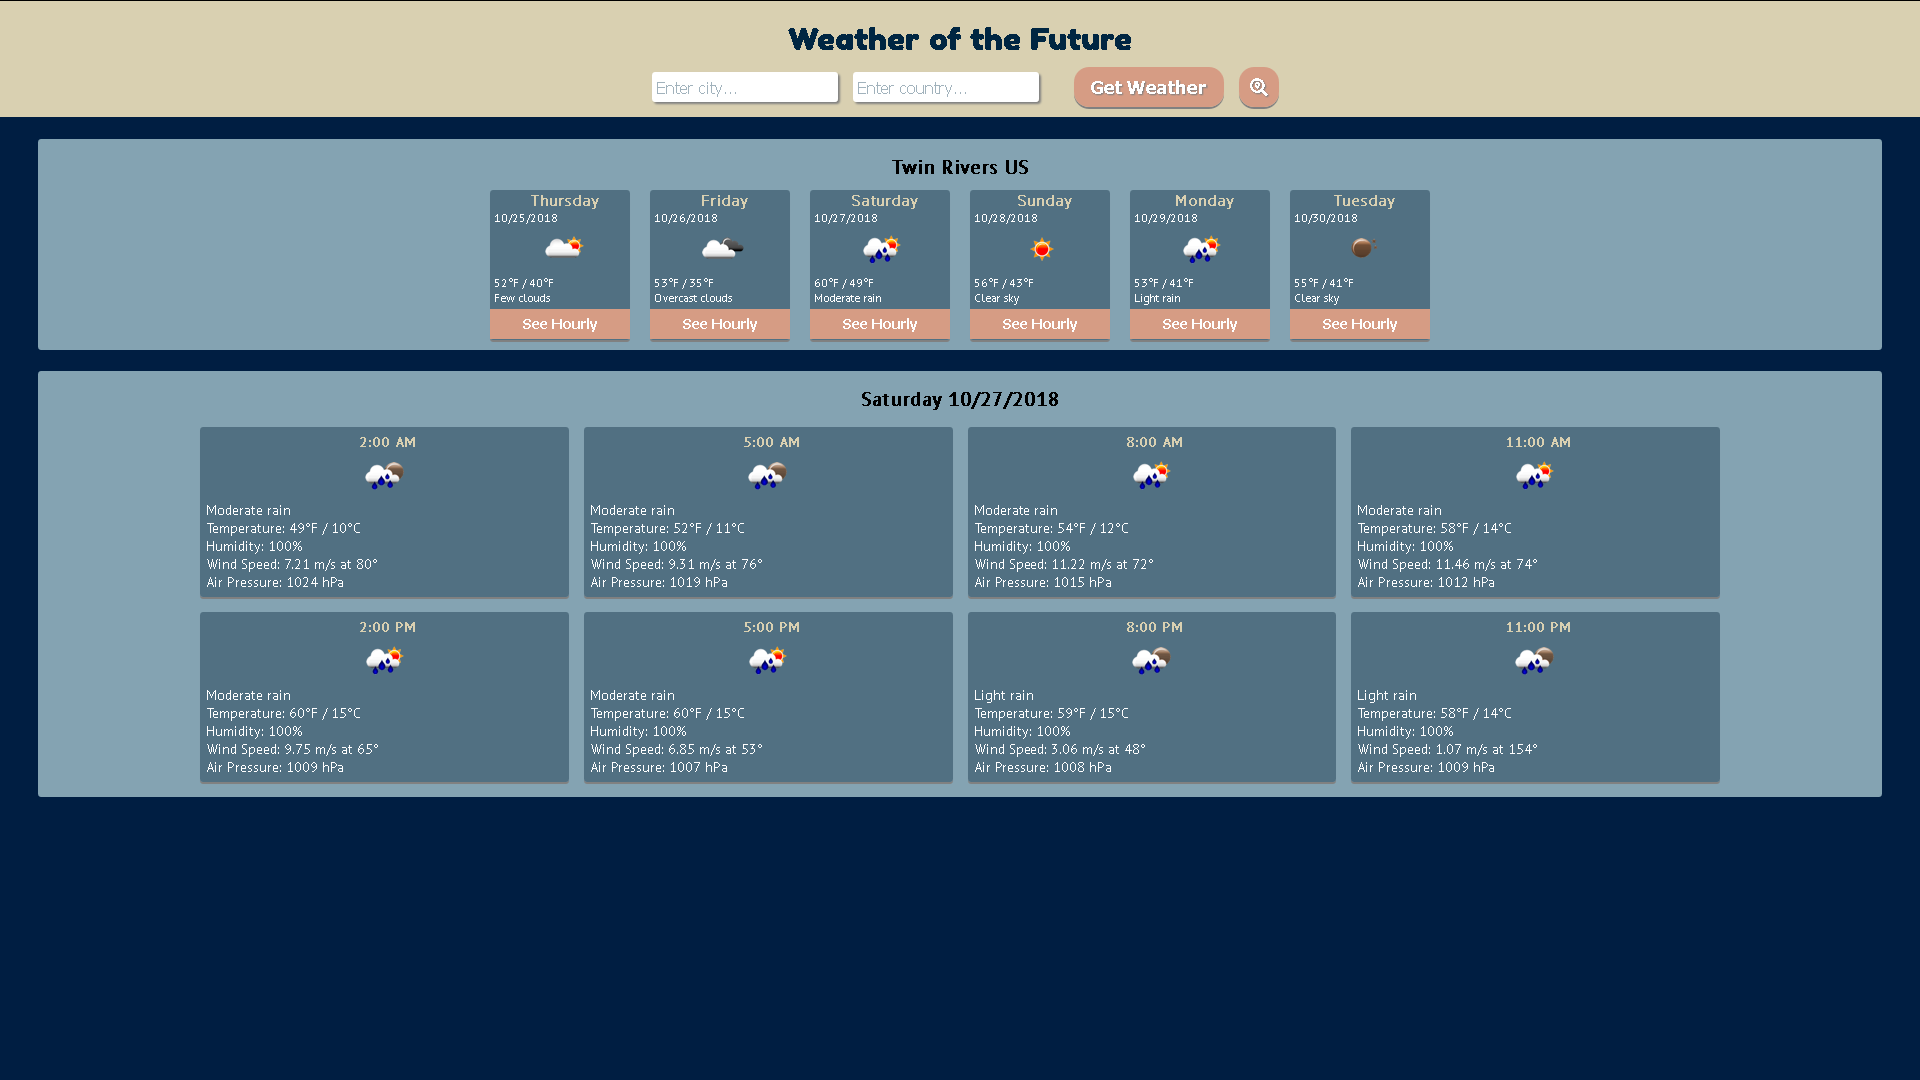 Weather of the Future
Enter city... Enter country... Get Weather
Twin Rivers US
Thursday
10/25/2018
52°F / 40°F
Few clouds
See Hourly
Friday
10/26/2018
53°F / 35°F
Overcast clouds
See Hourly
Saturday
10/27/2018
60°F / 49°F
Moderate rain
See Hourly
Sunday
10/28/2018
56°F / 43°F
Clear sky
See Hourly
Monday
10/29/2018
53°F / 41°F
Light rain
See Hourly
Tuesday
10/30/2018
55°F / 41°F
Clear sky
See Hourly
Saturday 10/27/2018
2:00 AM
Moderate rain
Temperature: 49°F / 10°C
Humidity: 100%
Wind Speed: 7.21 m/s at 80°
Air Pressure: 1024 hPa
5:00 AM
Moderate rain
Temperature: 52°F / 11°C
Humidity: 100%
Wind Speed: 9.31 m/s at 76°
Air Pressure: 1019 hPa
8:00 AM
Moderate rain
Temperature: 54°F / 12°C
Humidity: 100%
Wind Speed: 11.22 m/s at 72°
Air Pressure: 1015 hPa
11:00 AM
Moderate rain
Temperature: 58°F / 14°C
Humidity: 100%
Wind Speed: 11.46 m/s at 74°
Air Pressure: 1012 hPa
2:00 PM
Moderate rain
Temperature: 60°F / 15°C
Humidity: 100%
Wind Speed: 9.75 m/s at 65°
Air Pressure: 1009 hPa
5:00 PM
Moderate rain
Temperature: 60°F / 15°C
Humidity: 100%
Wind Speed: 6.85 m/s at 53°
Air Pressure: 1007 hPa
8:00 PM
Light rain
Temperature: 59°F / 15°C
Humidity: 100%
Wind Speed: 3.06 m/s at 48°
Air Pressure: 1008 hPa
11:00 PM
Light rain
Temperature: 58°F / 14°C
Humidity: 100%
Wind Speed: 1.07 m/s at 154°
Air Pressure: 1009 hPa